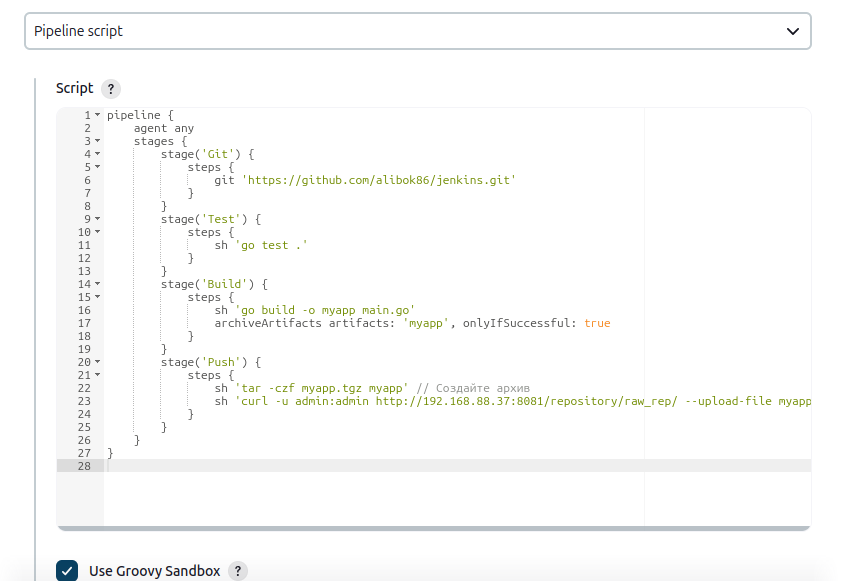 Pipeline script
Script ?
1 pipeline {
2     agent any
3     stages {
4         stage('Git') {
5             steps {
6                 git 'https://github.com/alibok86/jenkins.git'
7             }
8         }
9         stage('Test') {
10             steps {
11                 sh 'go test .'
12             }
13         }
14         stage('Build') {
15             steps {
16                 sh 'go build -o myapp main.go'
17                 archiveArtifacts artifacts: 'myapp', onlyIfSuccessful: true
18             }
19         }
20         stage('Push') {
21             steps {
22                 sh 'tar -czf myapp.tgz myapp' // Создайте архив
23                 sh 'curl -u admin:admin http://192.168.88.37:8081/repository/raw_rep/ --upload-file myapp
24             }
25         }
26     }
27 }
28
Use Groovy Sandbox ?